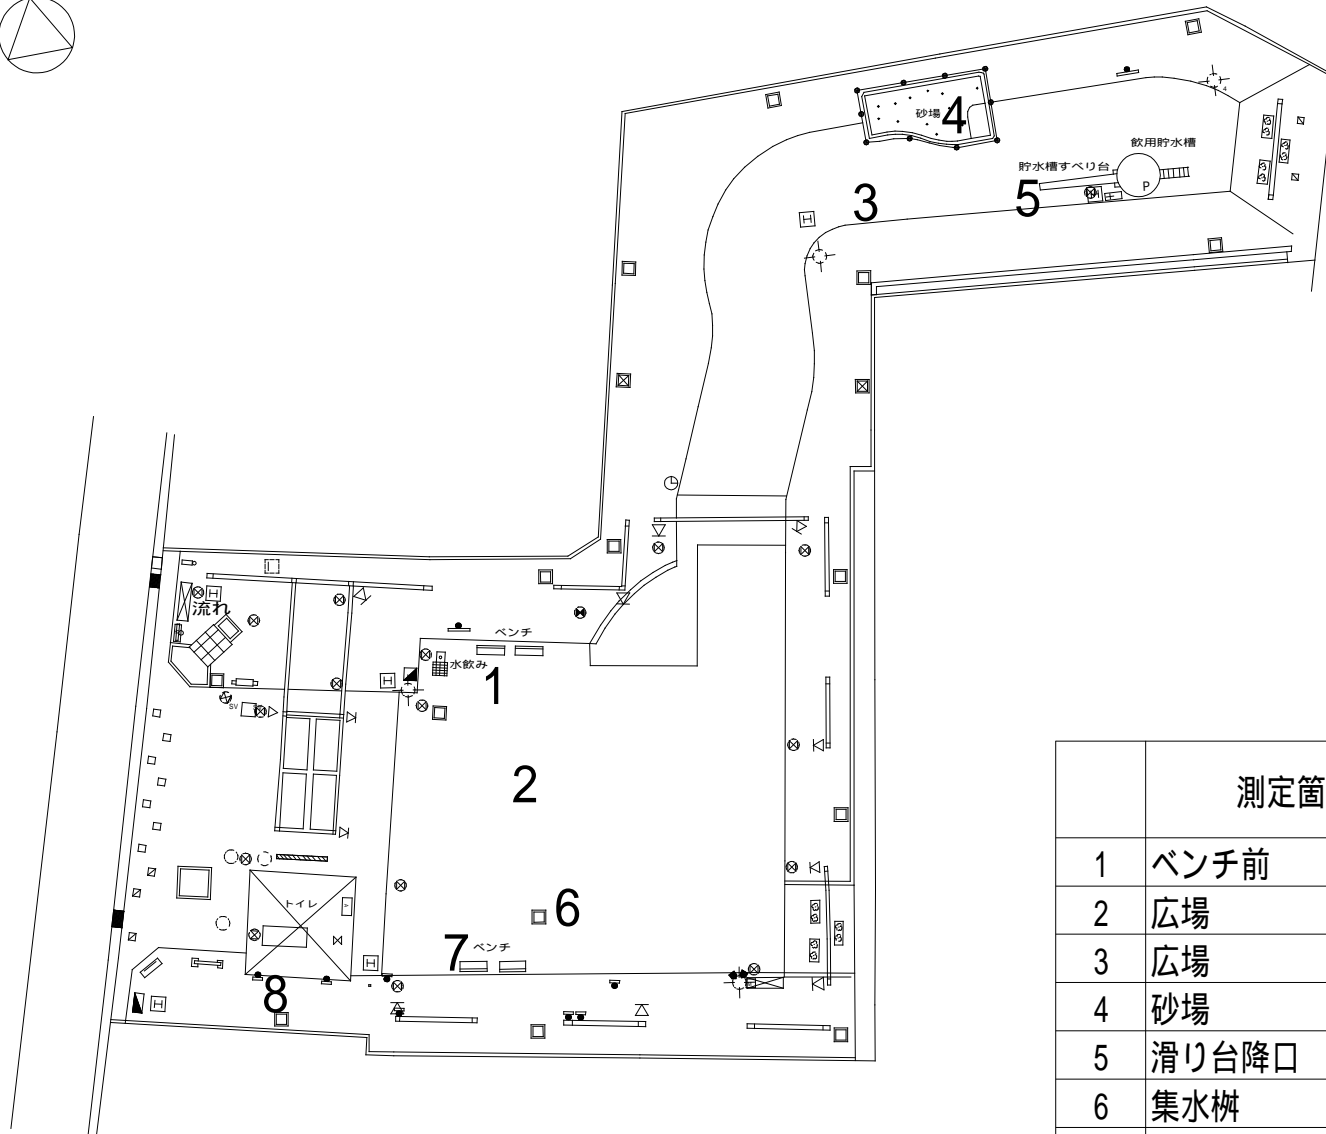 4
砂場
4
飲用貯水槽
貯水槽すべり台
P
5
3
H
流れ
H
ベンチ
水飲み
1
H
SV
2
トイレ
6
ベンチ
7
H
8
H
測定箇
1 ベンチ前
2 広場
3 広場
4 砂場
5 滑り台降口
6 集水桝